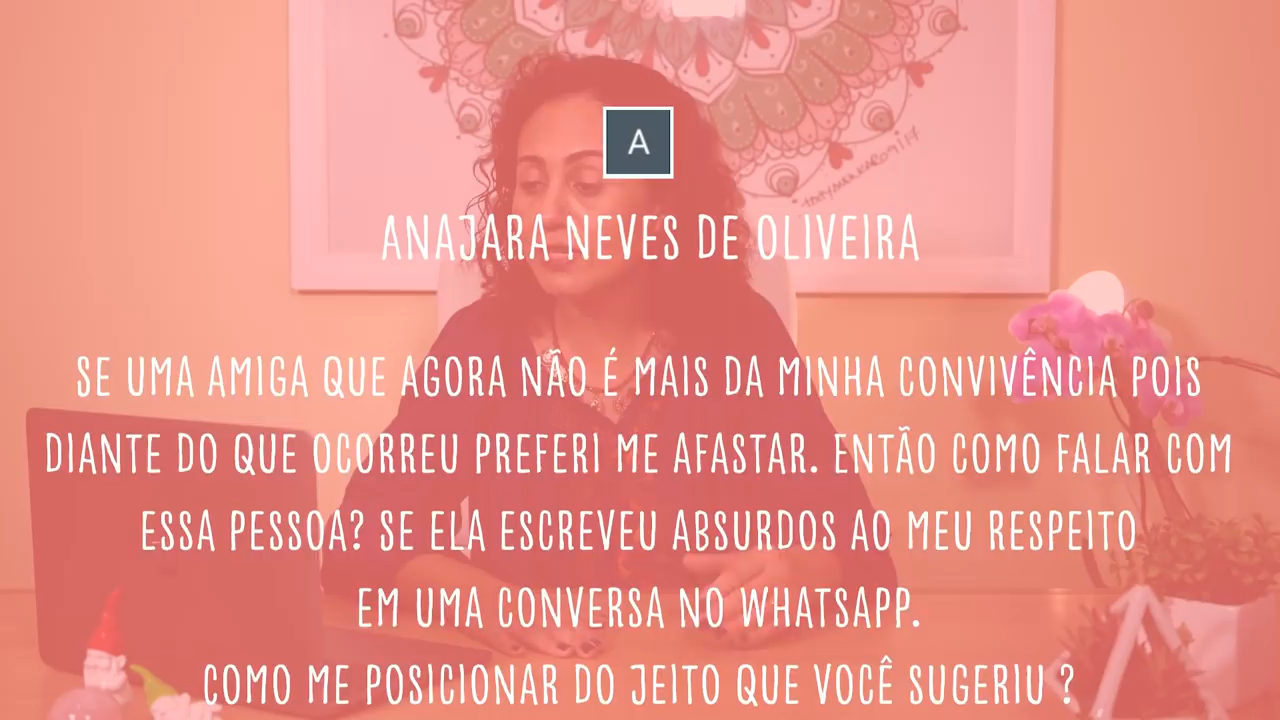 A
ANAJARA NEVES DE OLIVEIRA
SE UMA AMIGA QUE AGORA NÃO É MAIS DA MINHA CONVIVÊNCIA POIS
DIANTE DO QUE OCORREU PREFERI ME AFASTAR. ENTÃO COMO FALAR COM
ESSA PESSOA? SE ELA ESCREVEU ABSURDOS AO MEU RESPEITO
EM UMA CONVERSA NO WHATSAPP.
COMO ME POSICIONAR DO JEITO QUE VOCÊ SUGERIU ?